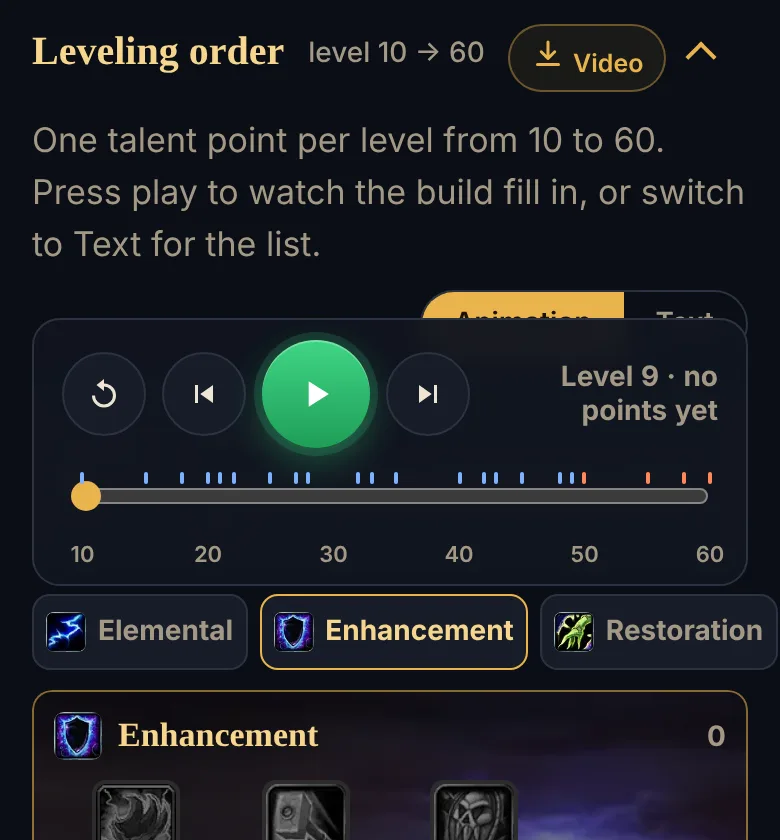 Leveling order level 10 → 60 Video
One talent point per level from 10 to 60.
Press play to watch the build fill in, or switch
to Text for the list.
Animation Text
Level 9 · no
points yet
10 20 30 40 50 60
Elemental Enhancement Restoration
Enhancement 0